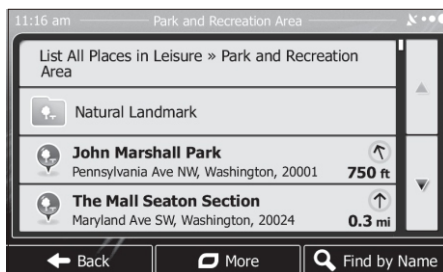 11:16 am Park and Recreation Area
List All Places in Leisure » Park and Recreation
Area
Natural Landmark
John Marshall Park
Pennsylvania Ave NW, Washington, 20001 750 ft
The Mall Seaton Section
Maryland Ave SW, Washington, 20024 0.3 mi
Back More Find by Name